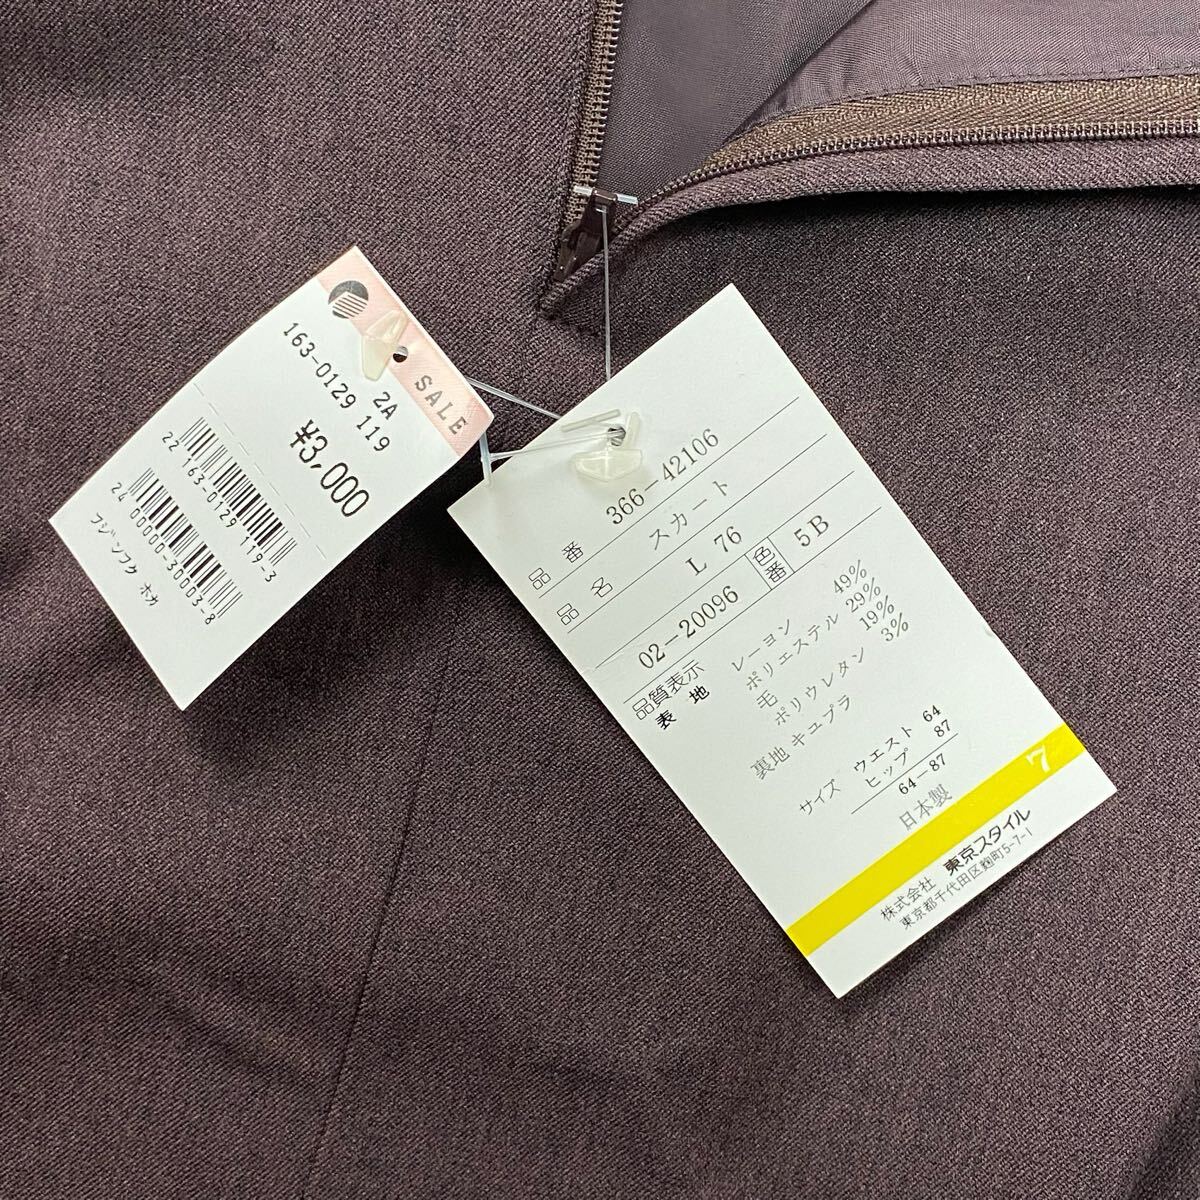 SALE
2A
163-0129 119
¥3,000
22 163-0129 119-3
24 00000-30003-8
フジンフク ホカ
品番 366-42106
品名 スカート
L 76
02-20096 色番 5B
品質表示
表地 レーヨン 49%
ポリエステル 29%
毛 19%
ポリウレタン 3%
裏地 キュプラ
サイズ ウエスト 64
ヒップ 87
64-87
日本製
7
株式会社 東京スタイル
東京都千代田区麹町5-7-1